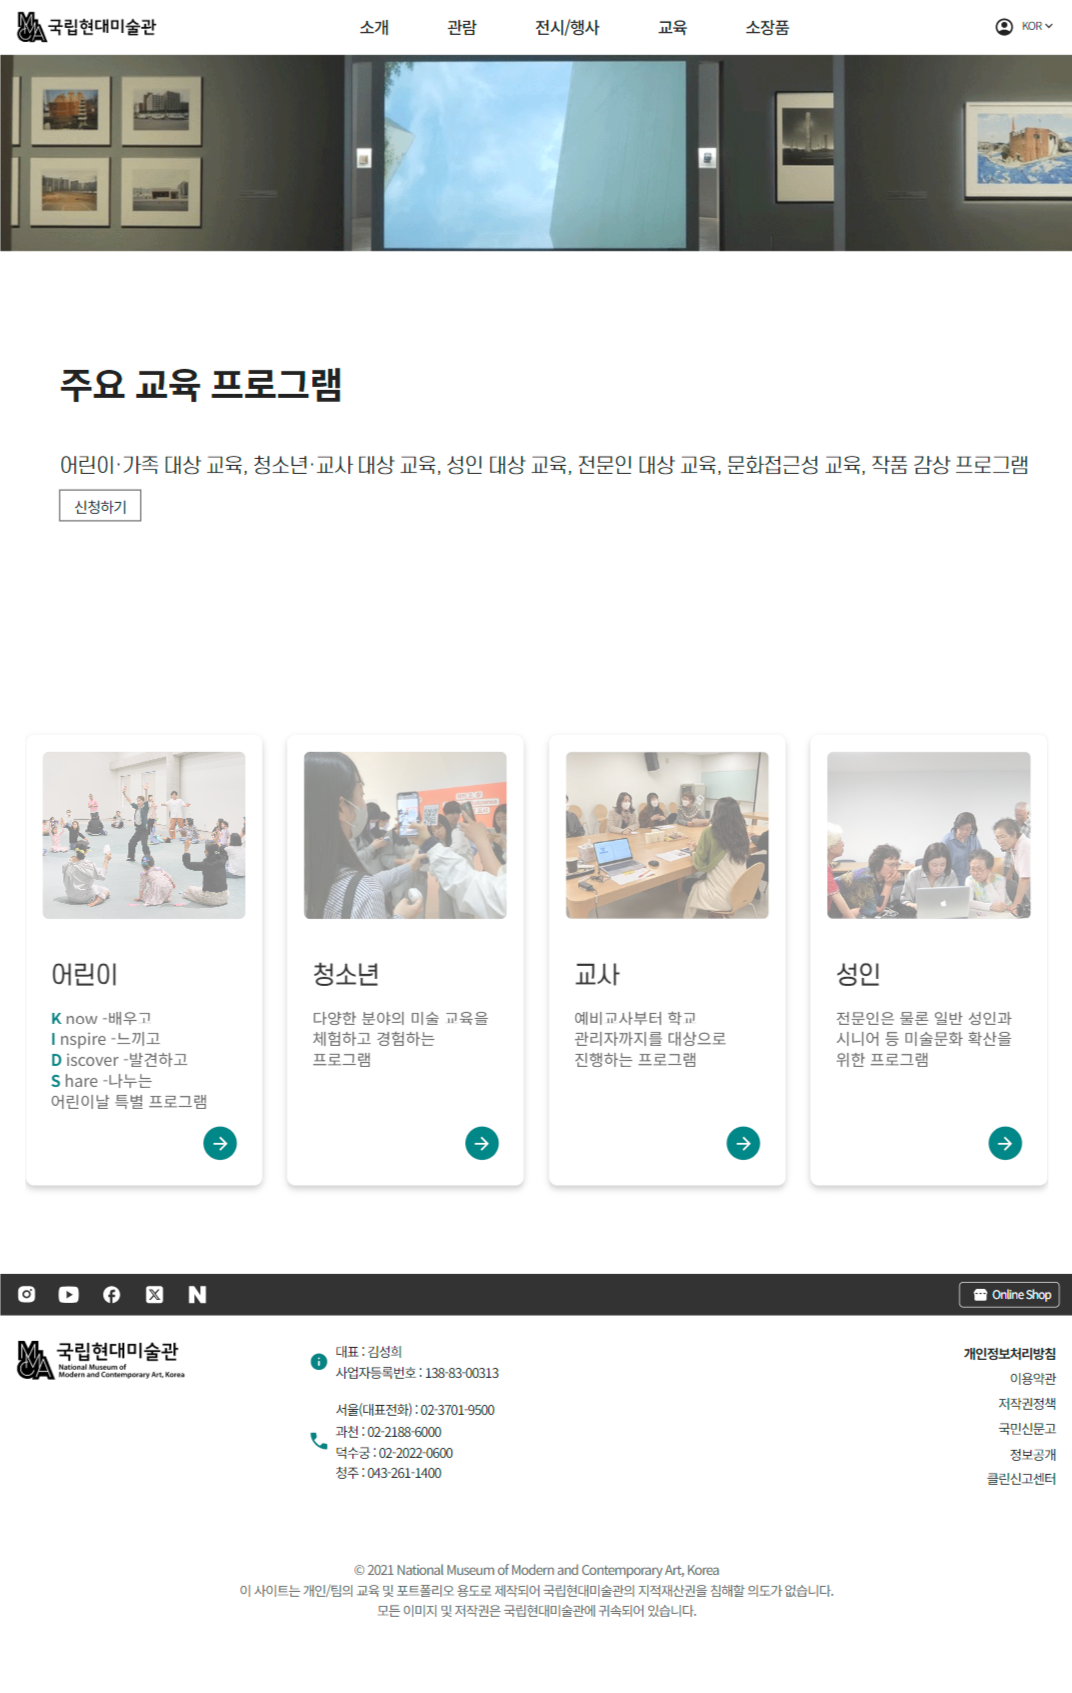 MMCA 국립현대미술관
소개
관람
전시/행사
교육
소장품
KOR
주요 교육 프로그램
어린이·가족 대상 교육, 청소년·교사 대상 교육, 성인 대상 교육, 전문인 대상 교육, 문화접근성 교육, 작품 감상 프로그램
신청하기
어린이
K now -배우고
I nspire -느끼고
D iscover -발견하고
S hare -나누는
어린이날 특별 프로그램
청소년
다양한 분야의 미술 교육을
체험하고 경험하는
프로그램
교사
예비교사부터 학교
관리자까지를 대상으로
진행하는 프로그램
성인
전문인은 물론 일반 성인과
시니어 등 미술문화 확산을
위한 프로그램
Online Shop
MMCA 국립현대미술관
National Museum of
Modern and Contemporary Art, Korea
대표 : 김성희
사업자등록번호 : 138-83-00313
서울(대표전화) : 02-3701-9500
과천 : 02-2188-6000
덕수궁 : 02-2022-0600
청주 : 043-261-1400
개인정보처리방침
이용약관
저작권정책
국민신문고
정보공개
클린신고센터
© 2021 National Museum of Modern and Contemporary Art, Korea
이 사이트는 개인/팀의 교육 및 포트폴리오 용도로 제작되어 국립현대미술관의 지적재산권을 침해할 의도가 없습니다.
모든 이미지 및 저작권은 국립현대미술관에 귀속되어 있습니다.